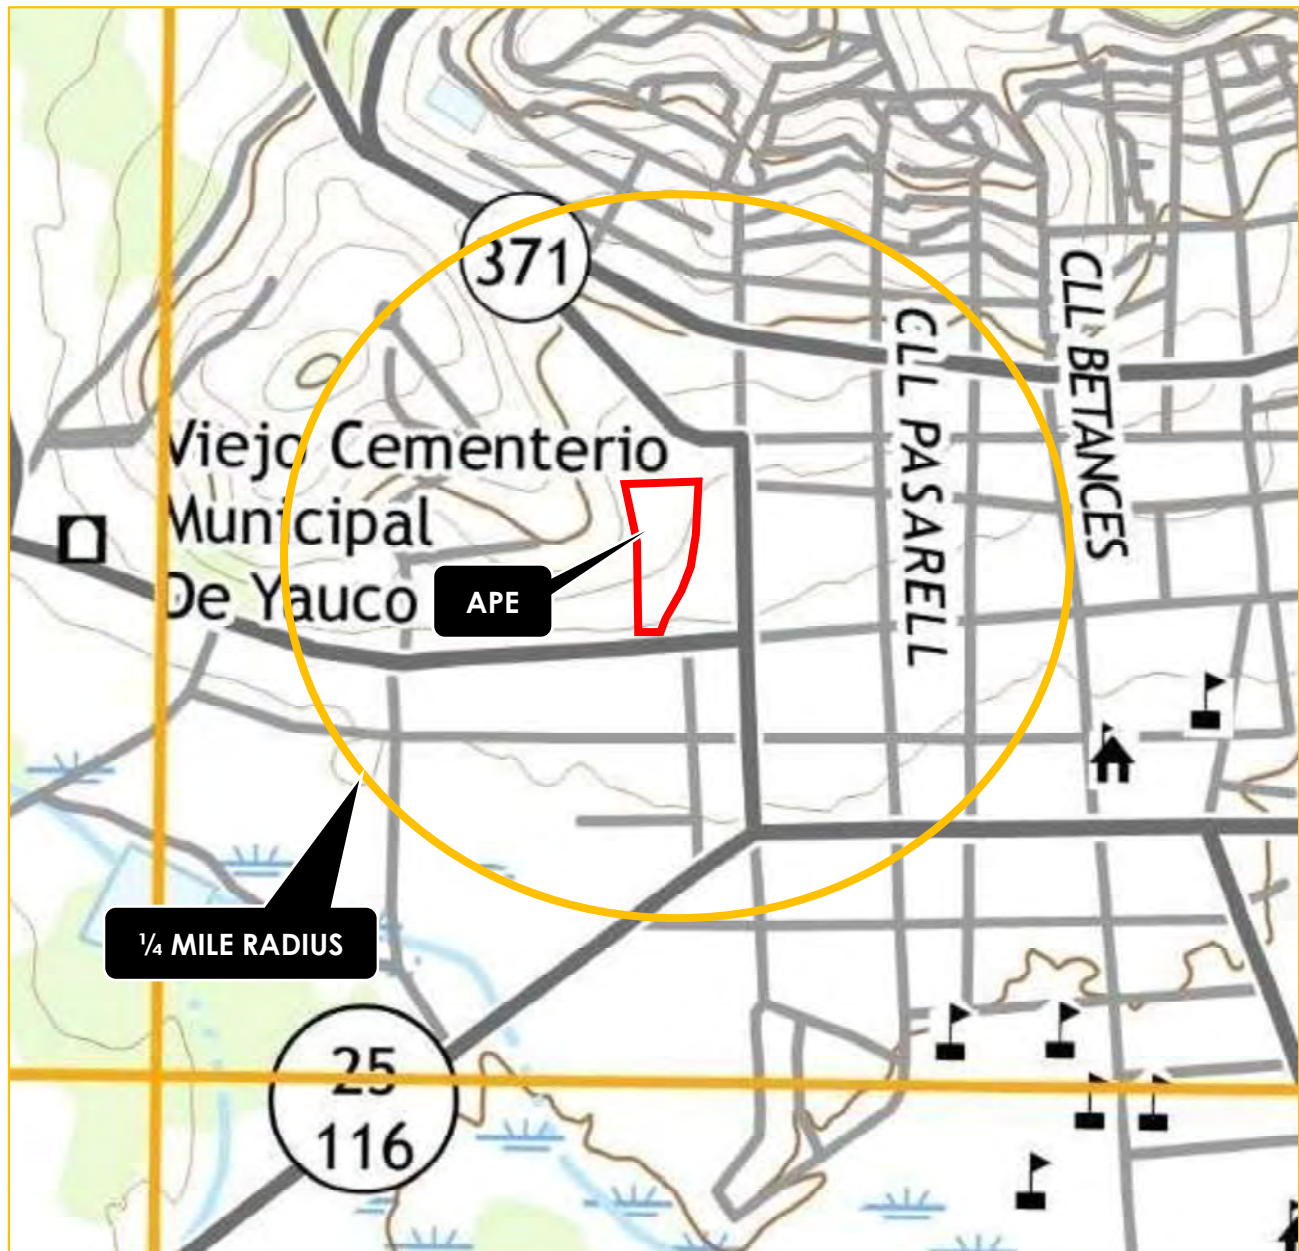 371
CLL BETANCES
CLL PASARELL
Viejo Cementerio
Municipal
De Yauco
APE
¼ MILE RADIUS
25
116